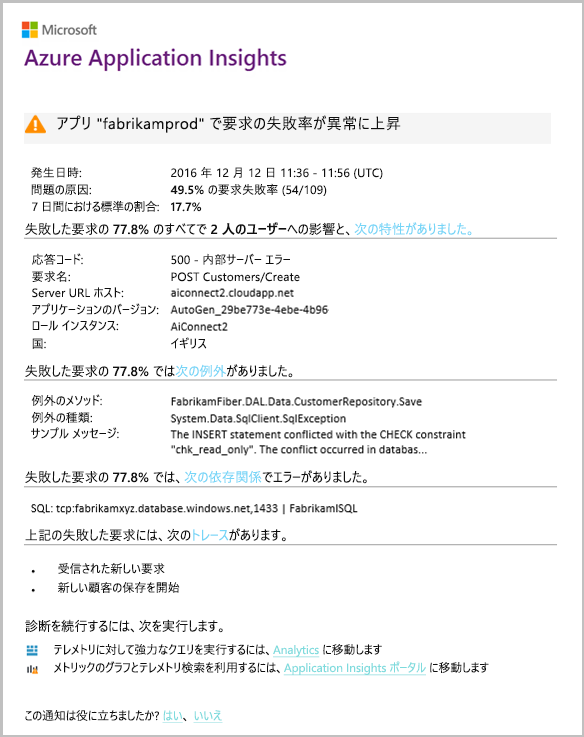 Microsoft
Azure Application Insights
アプリ "fabrikamprod" で要求の失敗率が異常に上昇
発生日時: 2016 年 12 月 12 日 11:36 - 11:56 (UTC)
問題の原因: 49.5% の要求失敗率 (54/109)
7 日間における標準の割合: 17.7%
失敗した要求の 77.8% のすべてで 2 人のユーザーへの影響と、次の特性がありました。
応答コード: 500 - 内部サーバー エラー
要求名: POST Customers/Create
Server URL ホスト: aiconnect2.cloudapp.net
アプリケーションのバージョン: AutoGen_29be773e-4ebe-4b96
ロール インスタンス: AiConnect2
国: イギリス
失敗した要求の 77.8% では次の例外がありました。
例外のメソッド: FabrikamFiber.DAL.Data.CustomerRepository.Save
例外の種類: System.Data.SqlClient.SqlException
サンプル メッセージ: The INSERT statement conflicted with the CHECK constraint
"chk_read_only". The conflict occurred in databas...
失敗した要求の 77.8% では、次の依存関係でエラーがありました。
SQL: tcp:fabrikamxyz.database.windows.net,1433 | FabrikamISQL
上記の失敗した要求には、次のトレースがあります。
• 受信された新しい要求
• 新しい顧客の保存を開始
診断を続行するには、次を実行します。
テレメトリに対して強力なクエリを実行するには、Analytics に移動します
メトリックのグラフとテレメトリ検索を利用するには、Application Insights ポータル に移動します
この通知は役に立ちましたか? はい、いいえ